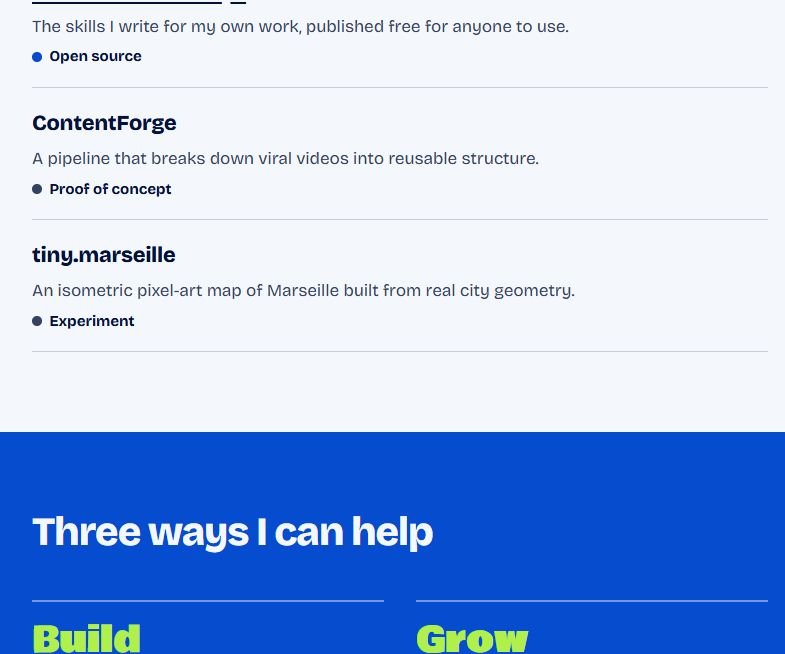 The skills I write for my own work, published free for anyone to use.
Open source
ContentForge
A pipeline that breaks down viral videos into reusable structure.
Proof of concept
tiny.marseille
An isometric pixel-art map of Marseille built from real city geometry.
Experiment
Three ways I can help
Build
Grow